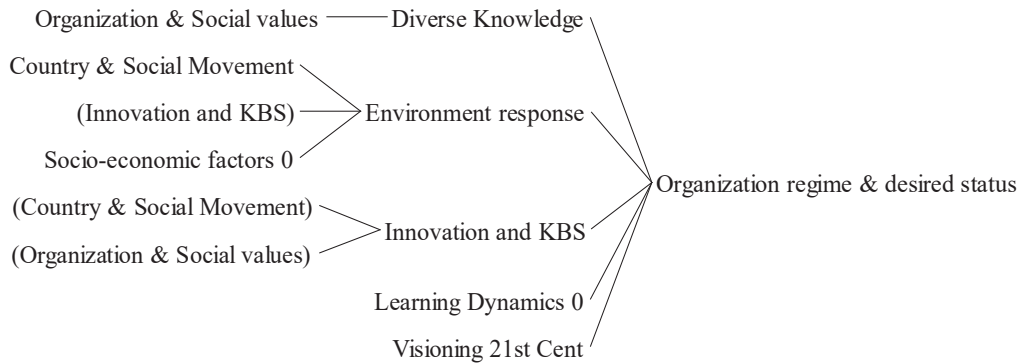 Organization & Social values
Diverse Knowledge
Country & Social Movement
(Innovation and KBS)
Environment response
Socio-economic factors 0
Organization regime & desired status
(Country & Social Movement)
Innovation and KBS
(Organization & Social values)
Learning Dynamics 0
Visioning 21st Cent